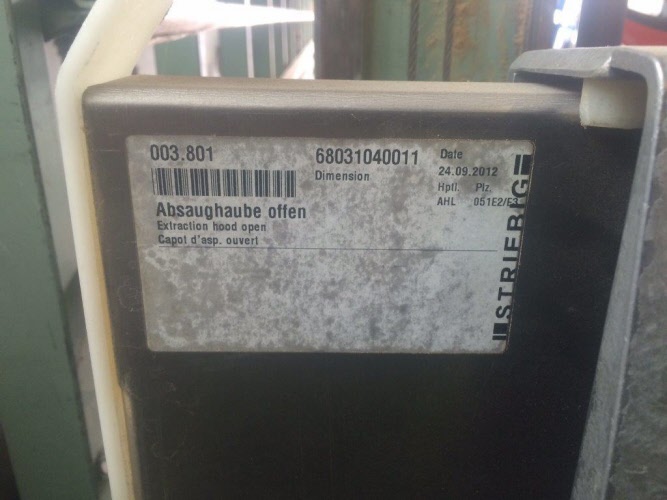 003.801 68031040011 Date
Dimension 24.09.2012
Hptl. Plz.
AHL 051E2/E3
Absaughaube offen
Extraction hood open
Capot d'asp. ouvert
STRIEBIG